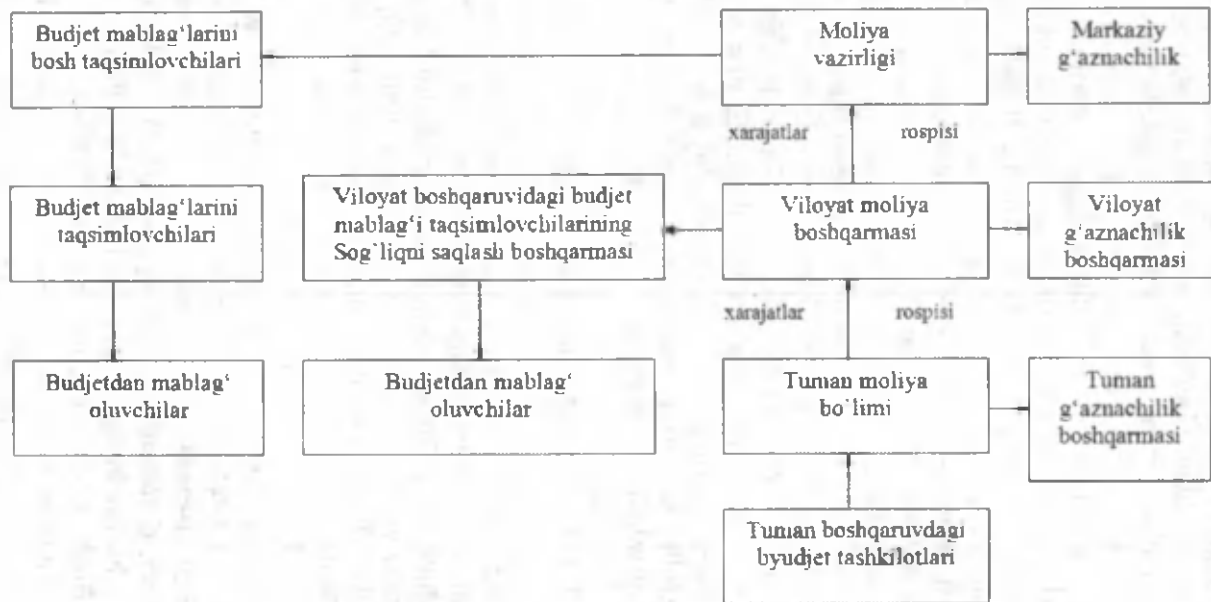 Budjet mablag‘larini
bosh taqsimlovchilari
Moliya
vazirligi
Markaziy
g‘aznachilik
xarajatlar rospisi
Budjet mablag‘larini
taqsimlovchilari
Viloyat boshqaruvidagi budjet
mablag‘i taqsimlovchilarining
Sog`liqni saqlash boshqarmasi
Viloyat moliya
boshqarmasi
Viloyat
g‘aznachilik
boshqarmasi
xarajatlar rospisi
Budjetdan mablag‘
oluvchilar
Budjetdan mablag‘
oluvchilar
Tuman moliya
bo`limi
Tuman
g‘aznachilik
boshqarmasi
Tuman boshqaruvdagi
byudjet tashkilotlari